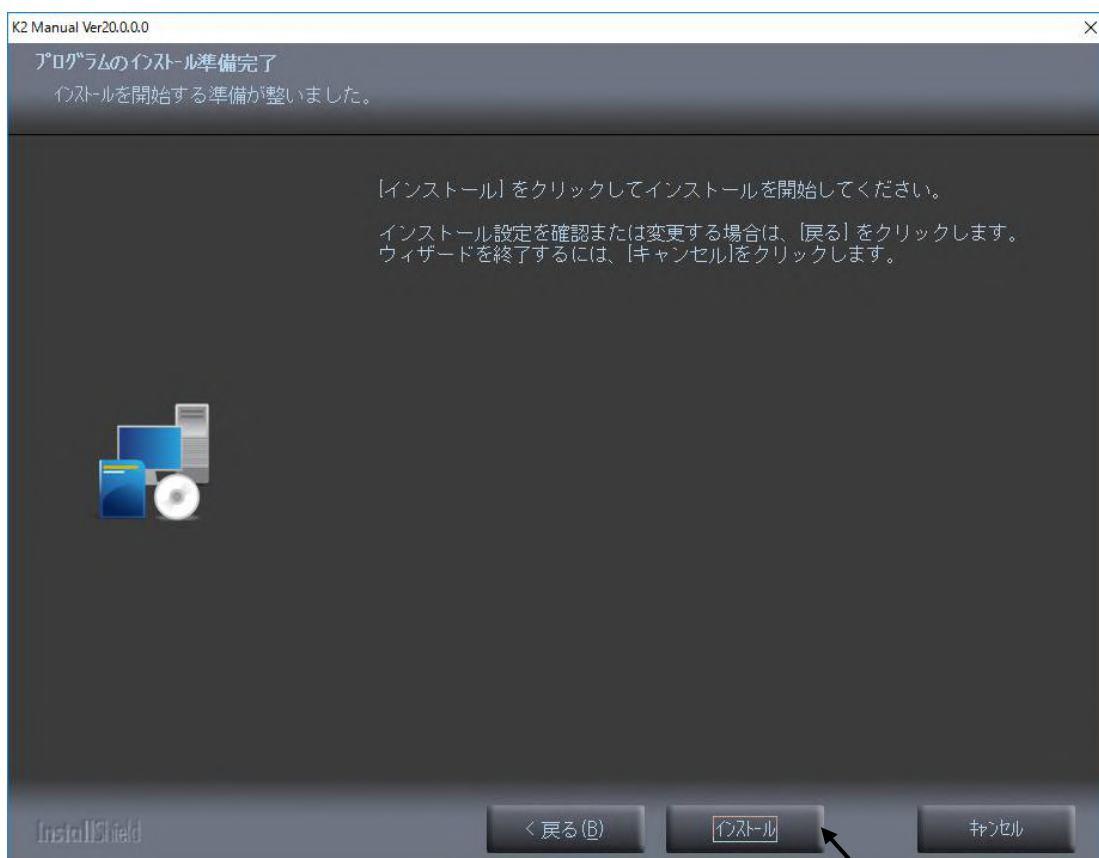 K2 Manual Ver20.0.0.0
ﾌﾟﾛｸﾞﾗﾑのｲﾝｽﾄｰﾙ準備完了
ｲﾝｽﾄｰﾙを開始する準備が整いました。
[インストール] をクリックしてインストールを開始してください。
インストール設定を確認または変更する場合は、[戻る] をクリックします。
ウィザードを終了するには、[キャンセル]をクリックします。
InstallShield
< 戻る(B)
ｲﾝｽﾄｰﾙ
ｷｬﾝｾﾙ